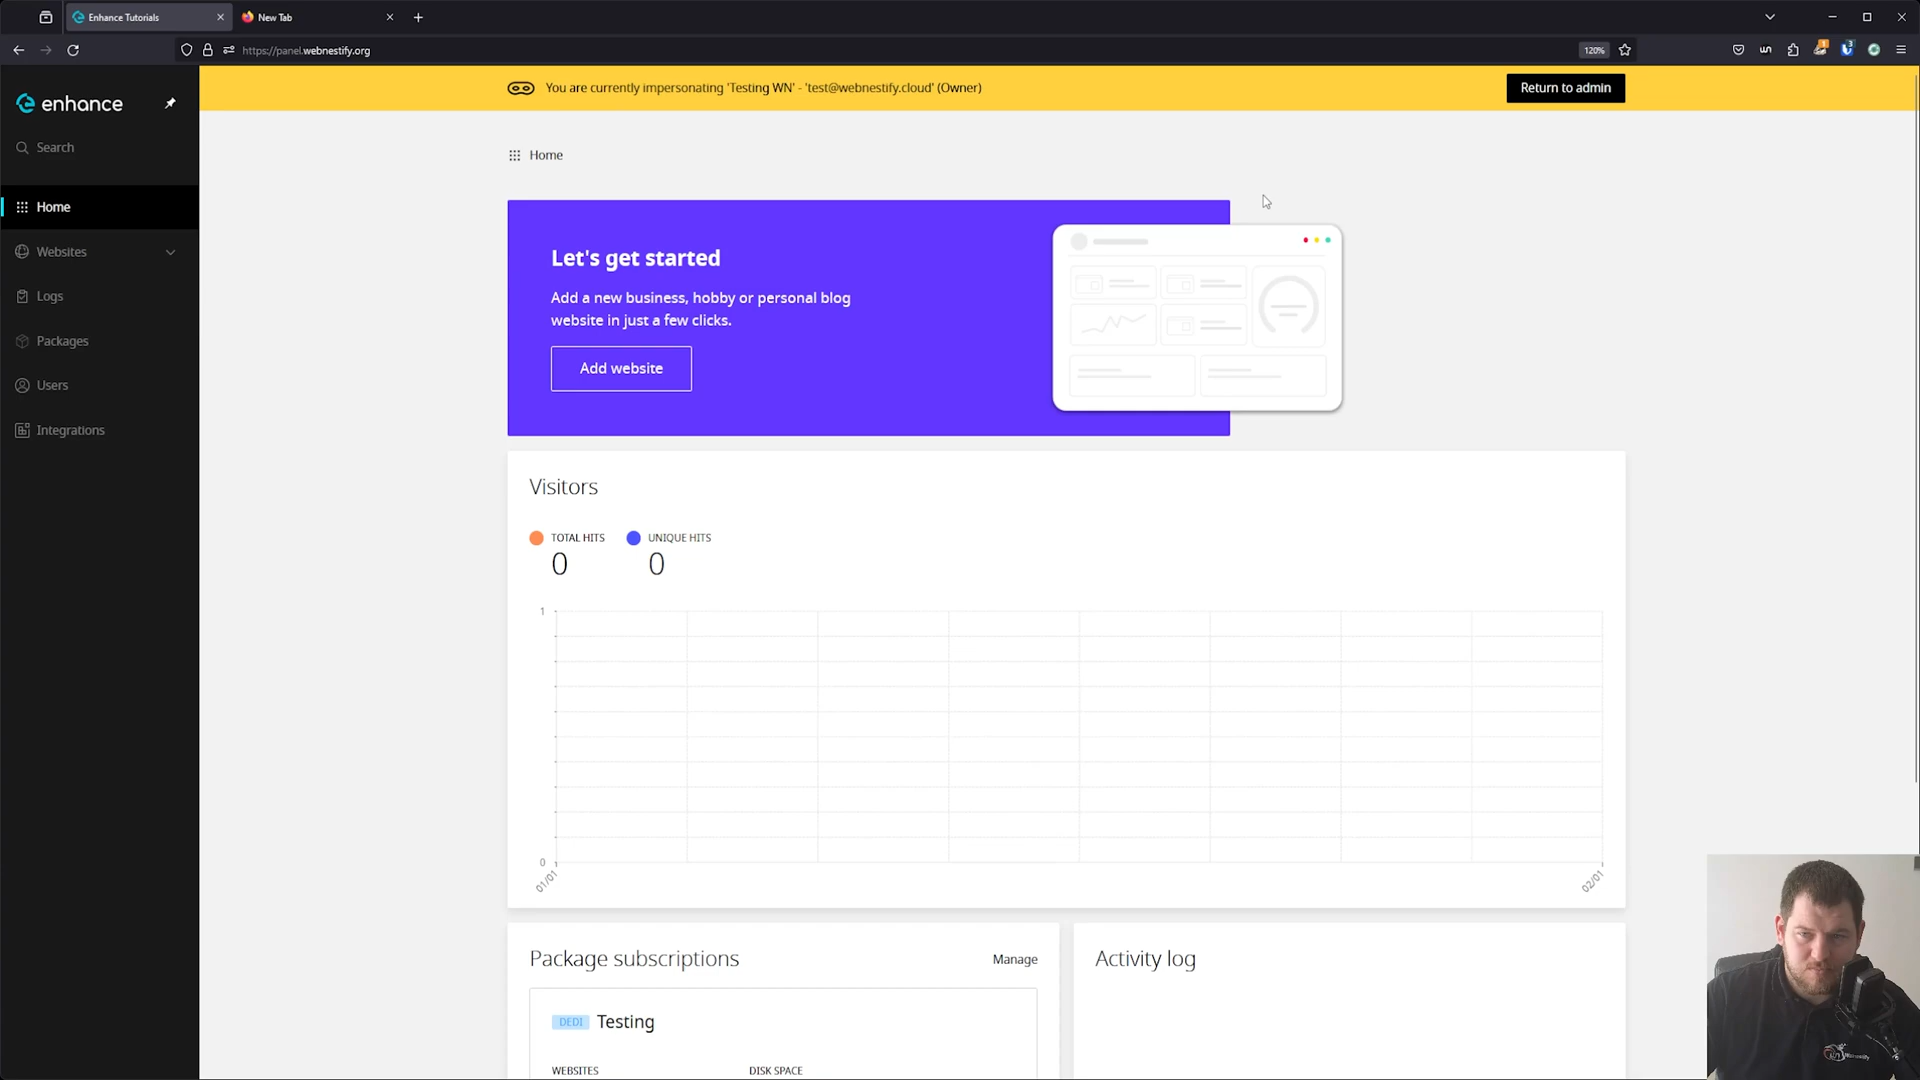 Enhance Tutorials
New Tab
https://panel.webnestify.org
120%
enhance
Search
Home
Websites
Logs
Packages
Users
Integrations
You are currently impersonating 'Testing WN' - 'test@webnestify.cloud' (Owner)
Return to admin
Home
Let's get started
Add a new business, hobby or personal blog
website in just a few clicks.
Add website
Visitors
TOTAL HITS
0
UNIQUE HITS
0
1
0
01/01
02/01
Package subscriptions
Manage
DEDI
Testing
WEBSITES
DISK SPACE
Activity log